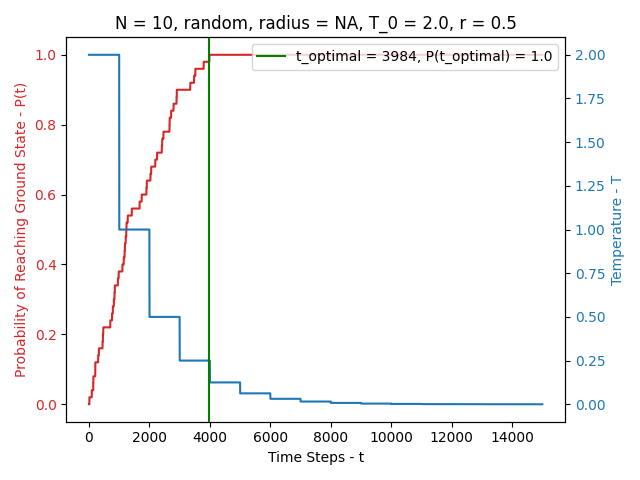 N = 10, random, radius = NA, T_0 = 2.0, r = 0.5
t_optimal = 3984, P(t_optimal) = 1.0
Probability of Reaching Ground State - P(t)
1.0
0.8
0.6
0.4
0.2
0.0
2.00
1.75
1.50
1.25
1.00
0.75
0.50
0.25
0.00
Temperature - T
0 2000 4000 6000 8000 10000 12000 14000
Time Steps - t